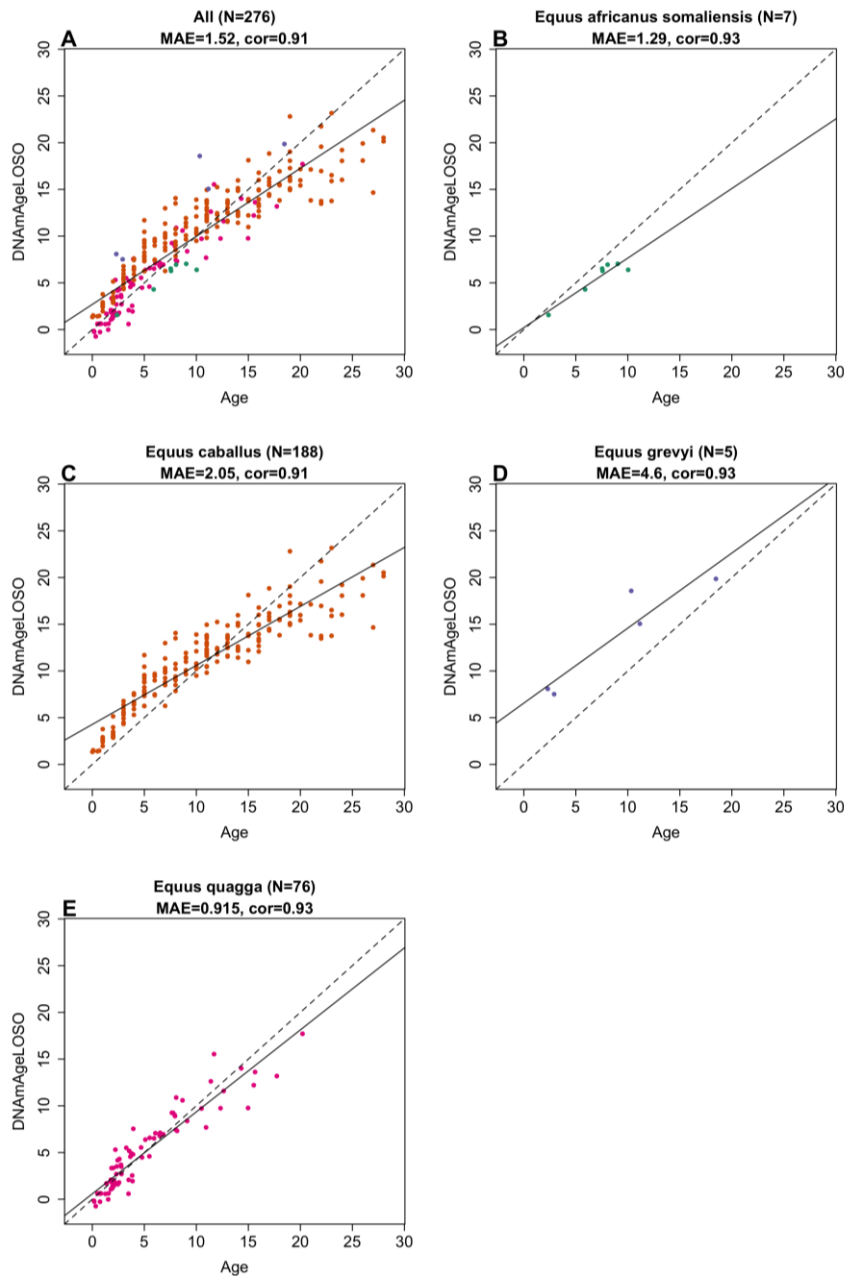 All (N=276)
A
MAE=1.52, cor=0.91
30
25
20
15
10
5
0
DNAmAgeLOSO
0 5 10 15 20 25 30
Age
Equus africanus somaliensis (N=7)
B
MAE=1.29, cor=0.93
30
25
20
15
10
5
0
DNAmAgeLOSO
0 5 10 15 20 25 30
Age
Equus caballus (N=188)
C
MAE=2.05, cor=0.91
30
25
20
15
10
5
0
DNAmAgeLOSO
0 5 10 15 20 25 30
Age
Equus grevyi (N=5)
D
MAE=4.6, cor=0.93
30
25
20
15
10
5
0
DNAmAgeLOSO
0 5 10 15 20 25 30
Age
Equus quagga (N=76)
E
MAE=0.915, cor=0.93
30
25
20
15
10
5
0
DNAmAgeLOSO
0 5 10 15 20 25 30
Age